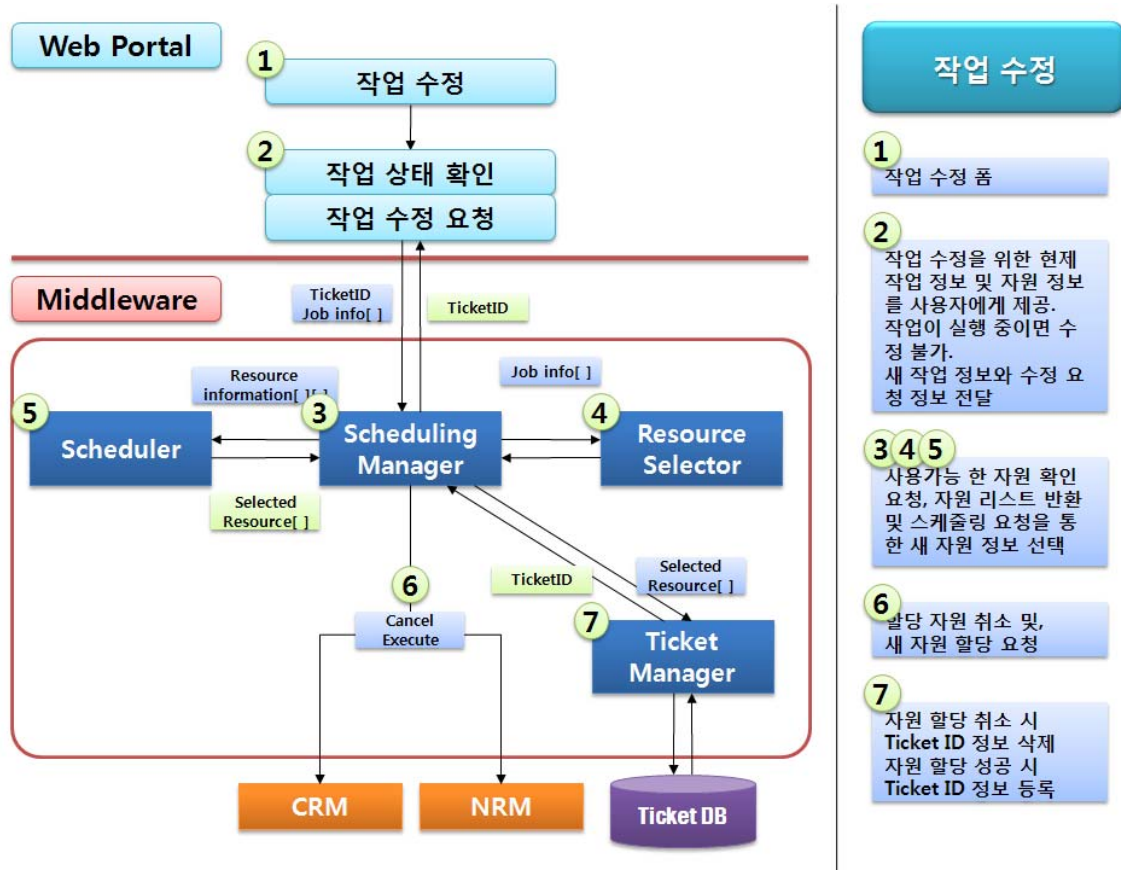 Web Portal
1
작업 수정
2
작업 상태 확인
작업 수정 요청
Middleware
TicketID
Job info[ ]
TicketID
Resource
information[ ][ ]
Job info[ ]
5
Scheduler
3
Scheduling
Manager
4
Resource
Selector
Selected
Resource[ ]
6
Cancel
Execute
TicketID
Selected
Resource[ ]
7
Ticket
Manager
CRM
NRM
Ticket DB
작업 수정
1
작업 수정 폼
2
작업 수정을 위한 현제
작업 정보 및 자원 정보
를 사용자에게 제공.
작업이 실행 중이면 수
정 불가.
새 작업 정보와 수정 요
청 정보 전달
3 4 5
사용가능 한 자원 확인
요청, 자원 리스트 반환
및 스케줄링 요청을 통
한 새 자원 정보 선택
6
할당 자원 취소 및,
새 자원 할당 요청
7
자원 할당 취소 시
Ticket ID 정보 삭제
자원 할당 성공 시
Ticket ID 정보 등록